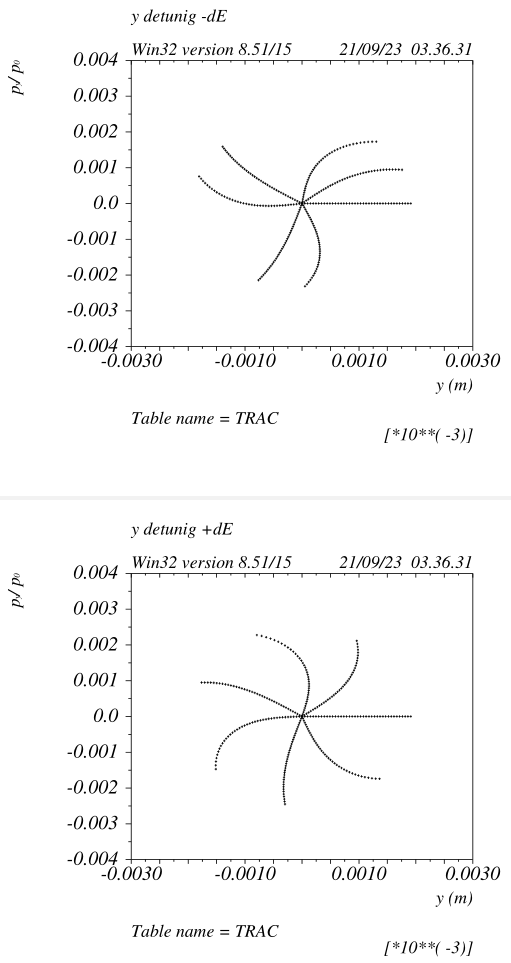 y detunig -dE
Win32 version 8.51/15 21/09/23 03.36.31
p/ p₀
0.004
0.003
0.002
0.001
0.0
-0.001
-0.002
-0.003
-0.004
-0.0030 -0.0010 0.0010 0.0030
y (m)
Table name = TRAC
[*10**( -3)]
y detunig +dE
Win32 version 8.51/15 21/09/23 03.36.31
p/ p₀
0.004
0.003
0.002
0.001
0.0
-0.001
-0.002
-0.003
-0.004
-0.0030 -0.0010 0.0010 0.0030
y (m)
Table name = TRAC
[*10**( -3)]